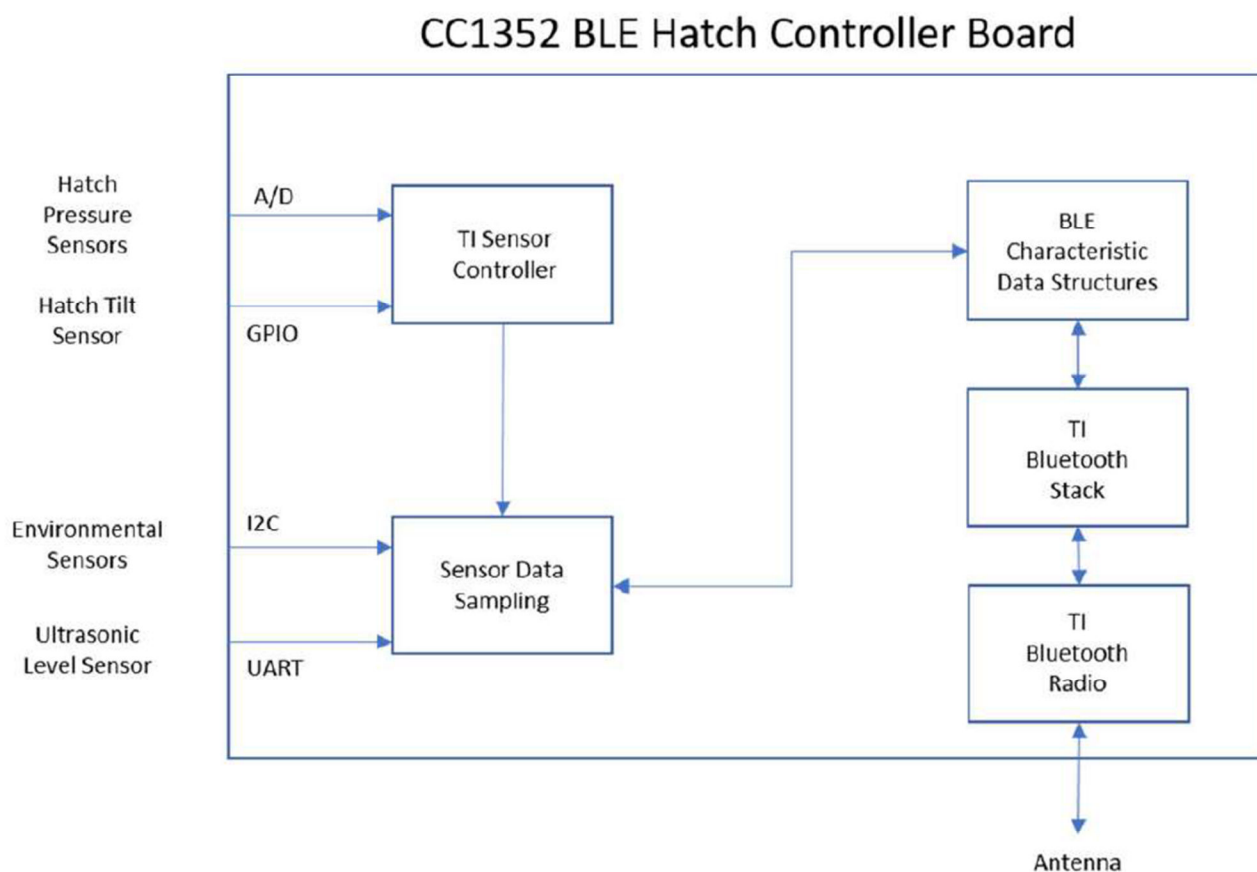 CC1352 BLE Hatch Controller Board
Hatch
Pressure
Sensors
A/D
TI Sensor
Controller
Hatch Tilt
Sensor
GPIO
BLE
Characteristic
Data Structures
TI
Bluetooth
Stack
Environmental
Sensors
I2C
Sensor Data
Sampling
Ultrasonic
Level Sensor
UART
TI
Bluetooth
Radio
Antenna